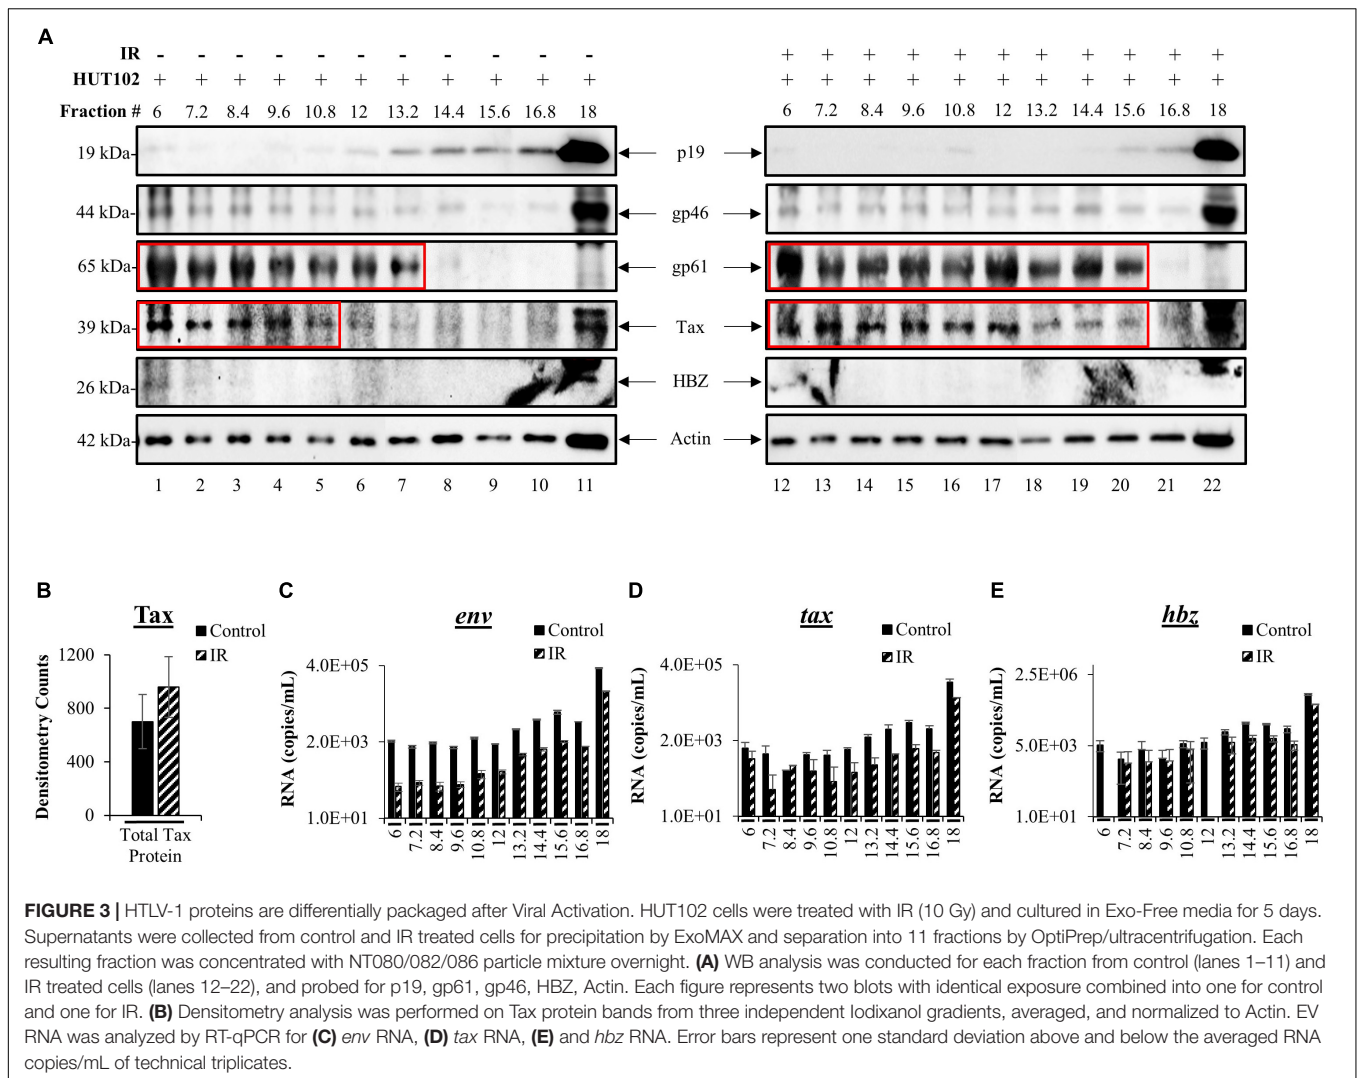 A
IR - - - - - - - - - - - + + + + + + + + + + +
HUT102 + + + + + + + + + + + + + + + + + + + + + +
Fraction # 6 7.2 8.4 9.6 10.8 12 13.2 14.4 15.6 16.8 18 6 7.2 8.4 9.6 10.8 12 13.2 14.4 15.6 16.8 18
19 kDa- p19
44 kDa- gp46
65 kDa- gp61
39 kDa- Tax
26 kDa- HBZ
42 kDa- Actin
1 2 3 4 5 6 7 8 9 10 11 12 13 14 15 16 17 18 19 20 21 22
B
Tax
Control
IR
Densitometry Counts
1200
800
400
0
Total Tax
Protein
C
env
Control
IR
RNA (copies/mL)
4.0E+05
2.0E+03
1.0E+01
6 7.2 8.4 9.6 10.8 12 13.2 14.4 15.6 16.8 18
D
tax
Control
IR
RNA (copies/mL)
4.0E+05
2.0E+03
1.0E+01
6 7.2 8.4 9.6 10.8 12 13.2 14.4 15.6 16.8 18
E
hbz
Control
IR
RNA (copies/mL)
2.5E+06
5.0E+03
1.0E+01
6 7.2 8.4 9.6 10.8 12 13.2 14.4 15.6 16.8 18
FIGURE 3 | HTLV-1 proteins are differentially packaged after Viral Activation. HUT102 cells were treated with IR (10 Gy) and cultured in Exo-Free media for 5 days.
Supernatants were collected from control and IR treated cells for precipitation by ExoMAX and separation into 11 fractions by OptiPrep/ultracentrifugation. Each
resulting fraction was concentrated with NT080/082/086 particle mixture overnight. (A) WB analysis was conducted for each fraction from control (lanes 1–11) and
IR treated cells (lanes 12–22), and probed for p19, gp61, gp46, HBZ, Actin. Each figure represents two blots with identical exposure combined into one for control
and one for IR. (B) Densitometry analysis was performed on Tax protein bands from three independent Iodixanol gradients, averaged, and normalized to Actin. EV
RNA was analyzed by RT-qPCR for (C) env RNA, (D) tax RNA, (E) and hbz RNA. Error bars represent one standard deviation above and below the averaged RNA
copies/mL of technical triplicates.